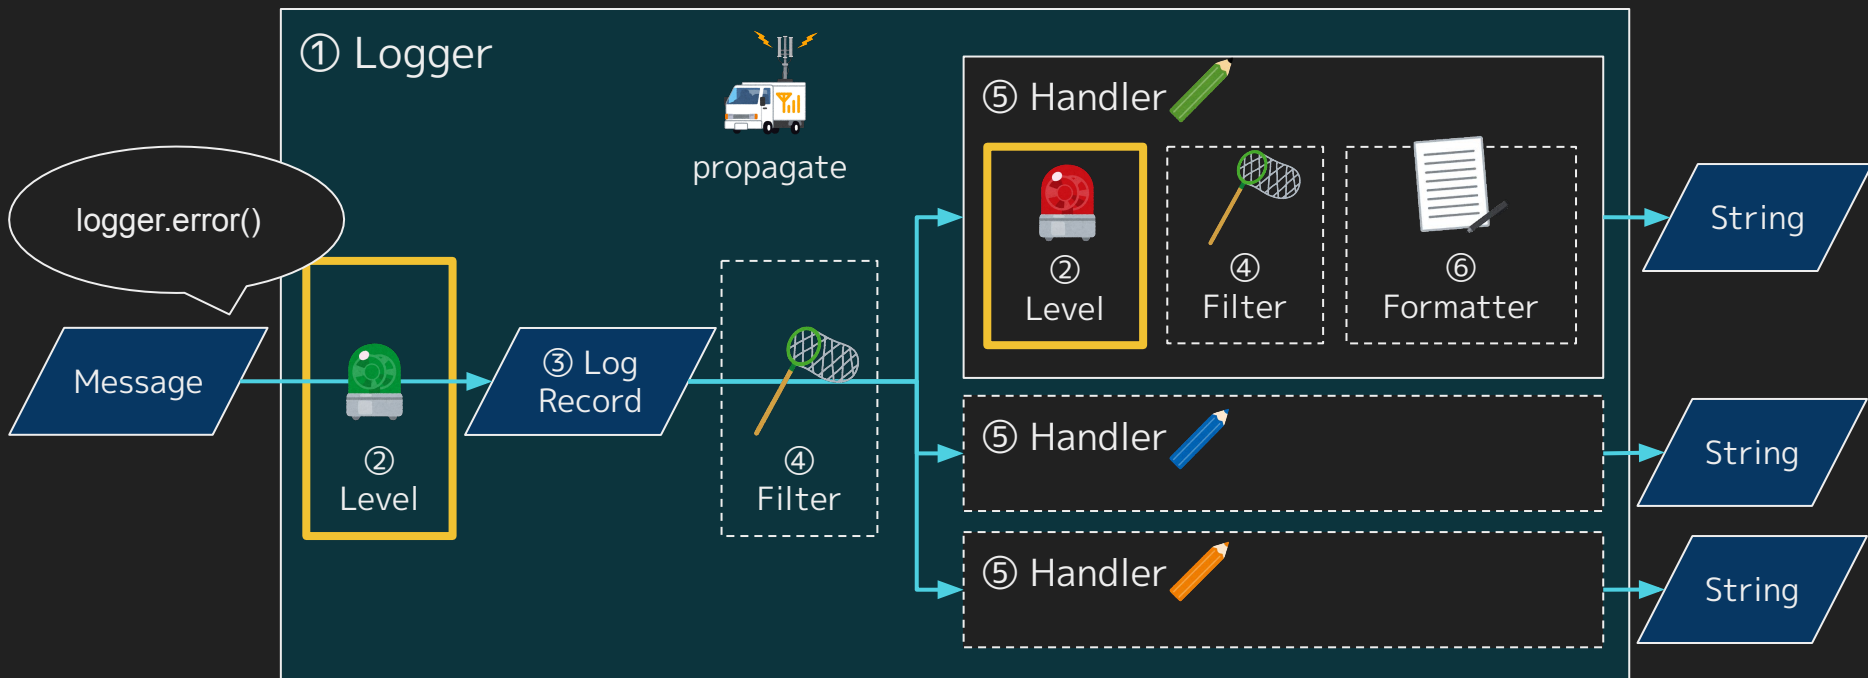 ① Logger
propagate
logger.error()
Message
②
Level
③ Log
Record
④
Filter
⑤ Handler
②
Level
④
Filter
⑥
Formatter
String
⑤ Handler
String
⑤ Handler
String